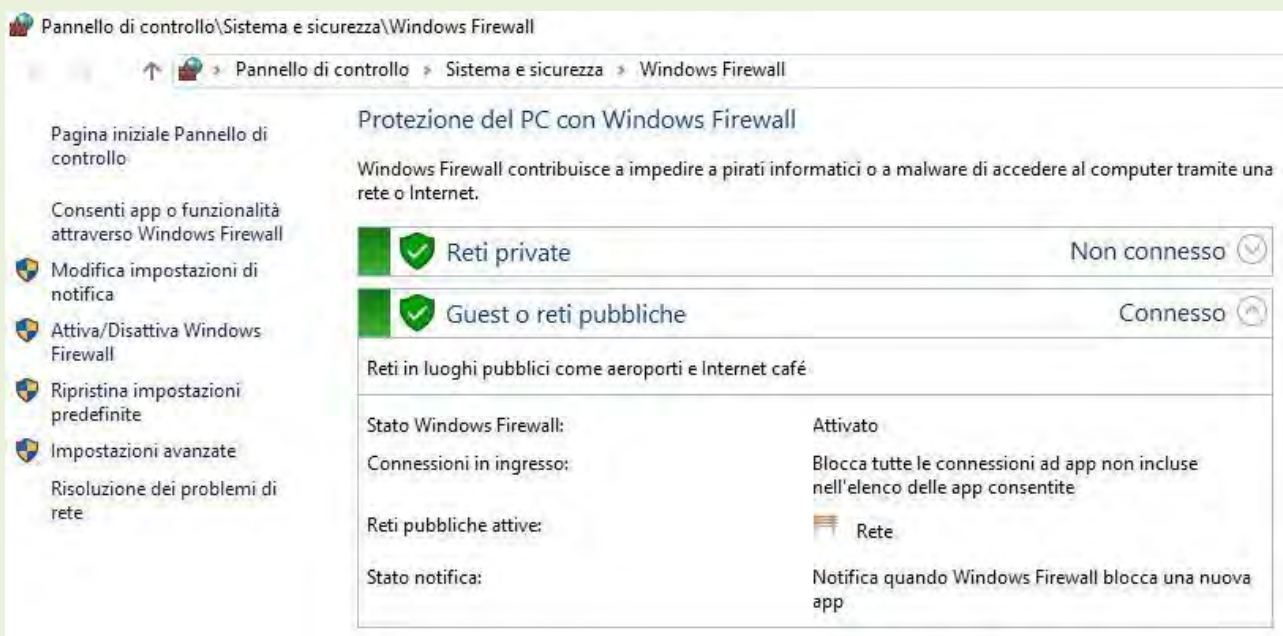 Pannello di controllo\Sistema e sicurezza\Windows Firewall
Pannello di controllo > Sistema e sicurezza > Windows Firewall
Pagina iniziale Pannello di
controllo
Consenti app o funzionalità
attraverso Windows Firewall
Modifica impostazioni di
notifica
Attiva/Disattiva Windows
Firewall
Ripristina impostazioni
predefinite
Impostazioni avanzate
Risoluzione dei problemi di
rete
Protezione del PC con Windows Firewall
Windows Firewall contribuisce a impedire a pirati informatici o a malware di accedere al computer tramite una
rete o Internet.
Reti private Non connesso
Guest o reti pubbliche Connesso
Reti in luoghi pubblici come aeroporti e Internet café
Stato Windows Firewall: Attivato
Connessioni in ingresso: Blocca tutte le connessioni ad app non incluse
nell'elenco delle app consentite
Reti pubbliche attive: Rete
Stato notifica: Notifica quando Windows Firewall blocca una nuova
app